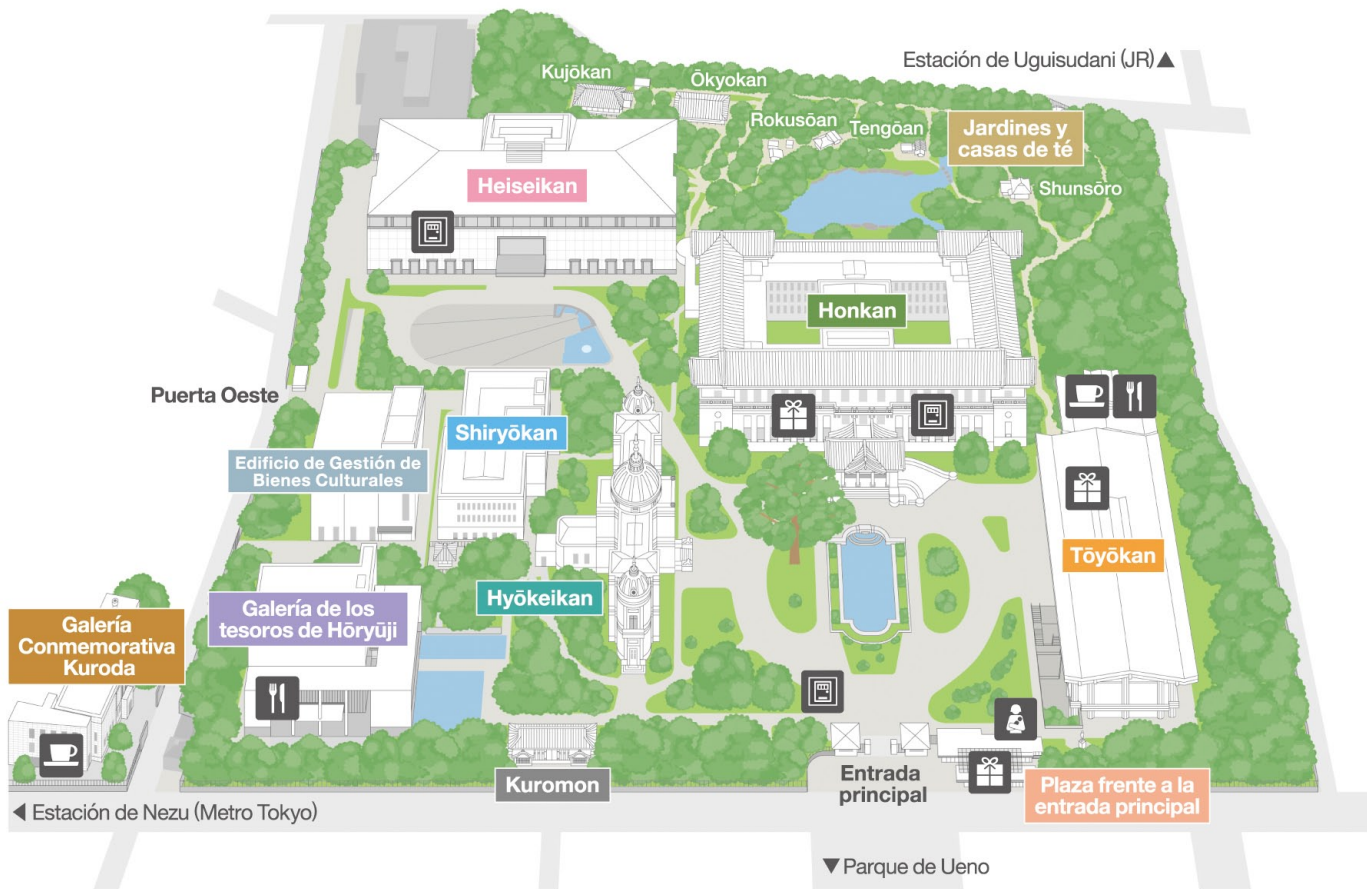 Estación de Uguisudani (JR) ▲
Kujōkan
Ōkyokan
Rokusōan
Tengōan
Jardines y
casas de té
Shunsōro
Heiseikan
Honkan
Puerta Oeste
Shiryōkan
Edificio de Gestión de
Bienes Culturales
Tōyōkan
Hyōkeikan
Galería de los
tesoros de Hōryūji
Galería
Conmemorativa
Kuroda
Kuromon
Entrada
principal
Plaza frente a la
entrada principal
◀ Estación de Nezu (Metro Tokyo)
▼ Parque de Ueno